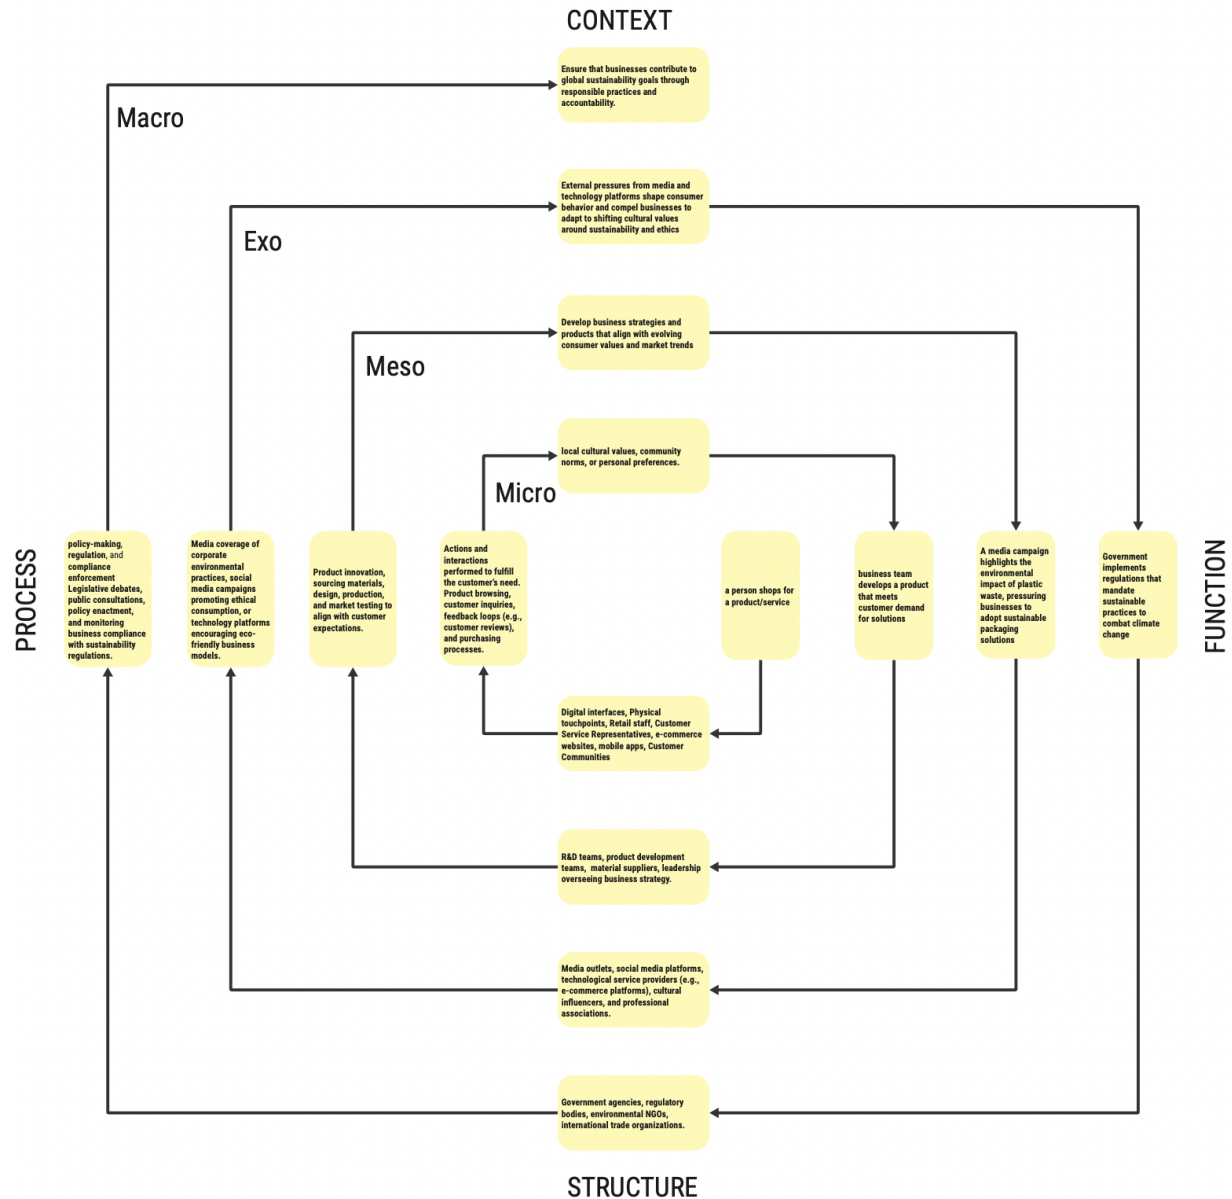 CONTEXT
Ensure that businesses contribute to
global sustainability goals through
responsible practices and
accountability.
Macro
External pressures from media and
technology platforms shape consumer
behavior and compel businesses to
adapt to shifting cultural values
around sustainability and ethics
Exo
Develop business strategies and
products that align with evolving
consumer values and market trends
Meso
local cultural values, community
norms, or personal preferences.
Micro
PROCESS
policy-making,
regulation, and
compliance
enforcement
Legislative debates,
public consultations,
policy enactment,
and monitoring
business compliance
with sustainability
regulations.
Media coverage of
corporate
environmental
practices, social
media campaigns
promoting ethical
consumption, or
technology platforms
encouraging eco-
friendly business
models.
Product innovation,
sourcing materials,
design, production,
and market testing to
align with customer
expectations.
Actions and
interactions
performed to fulfill
the customer's need.
Product browsing,
customer inquiries,
feedback loops (e.g.,
customer reviews),
and purchasing
processes.
a person shops for
a product/service
business team
develops a product
that meets
customer demand
for solutions
A media campaign
highlights the
environmental
impact of plastic
waste, pressuring
businesses to
adopt sustainable
packaging
solutions
Government
implements
regulations that
mandate
sustainable
practices to
combat climate
change
FUNCTION
Digital interfaces, Physical
touchpoints, Retail staff, Customer
Service Representatives, e-commerce
websites, mobile apps, Customer
Communities
R&D teams, product development
teams, material suppliers, leadership
overseeing business strategy.
Media outlets, social media platforms,
technological service providers (e.g.,
e-commerce platforms), cultural
influencers, and professional
associations.
Government agencies, regulatory
bodies, environmental NGOs,
international trade organizations.
STRUCTURE